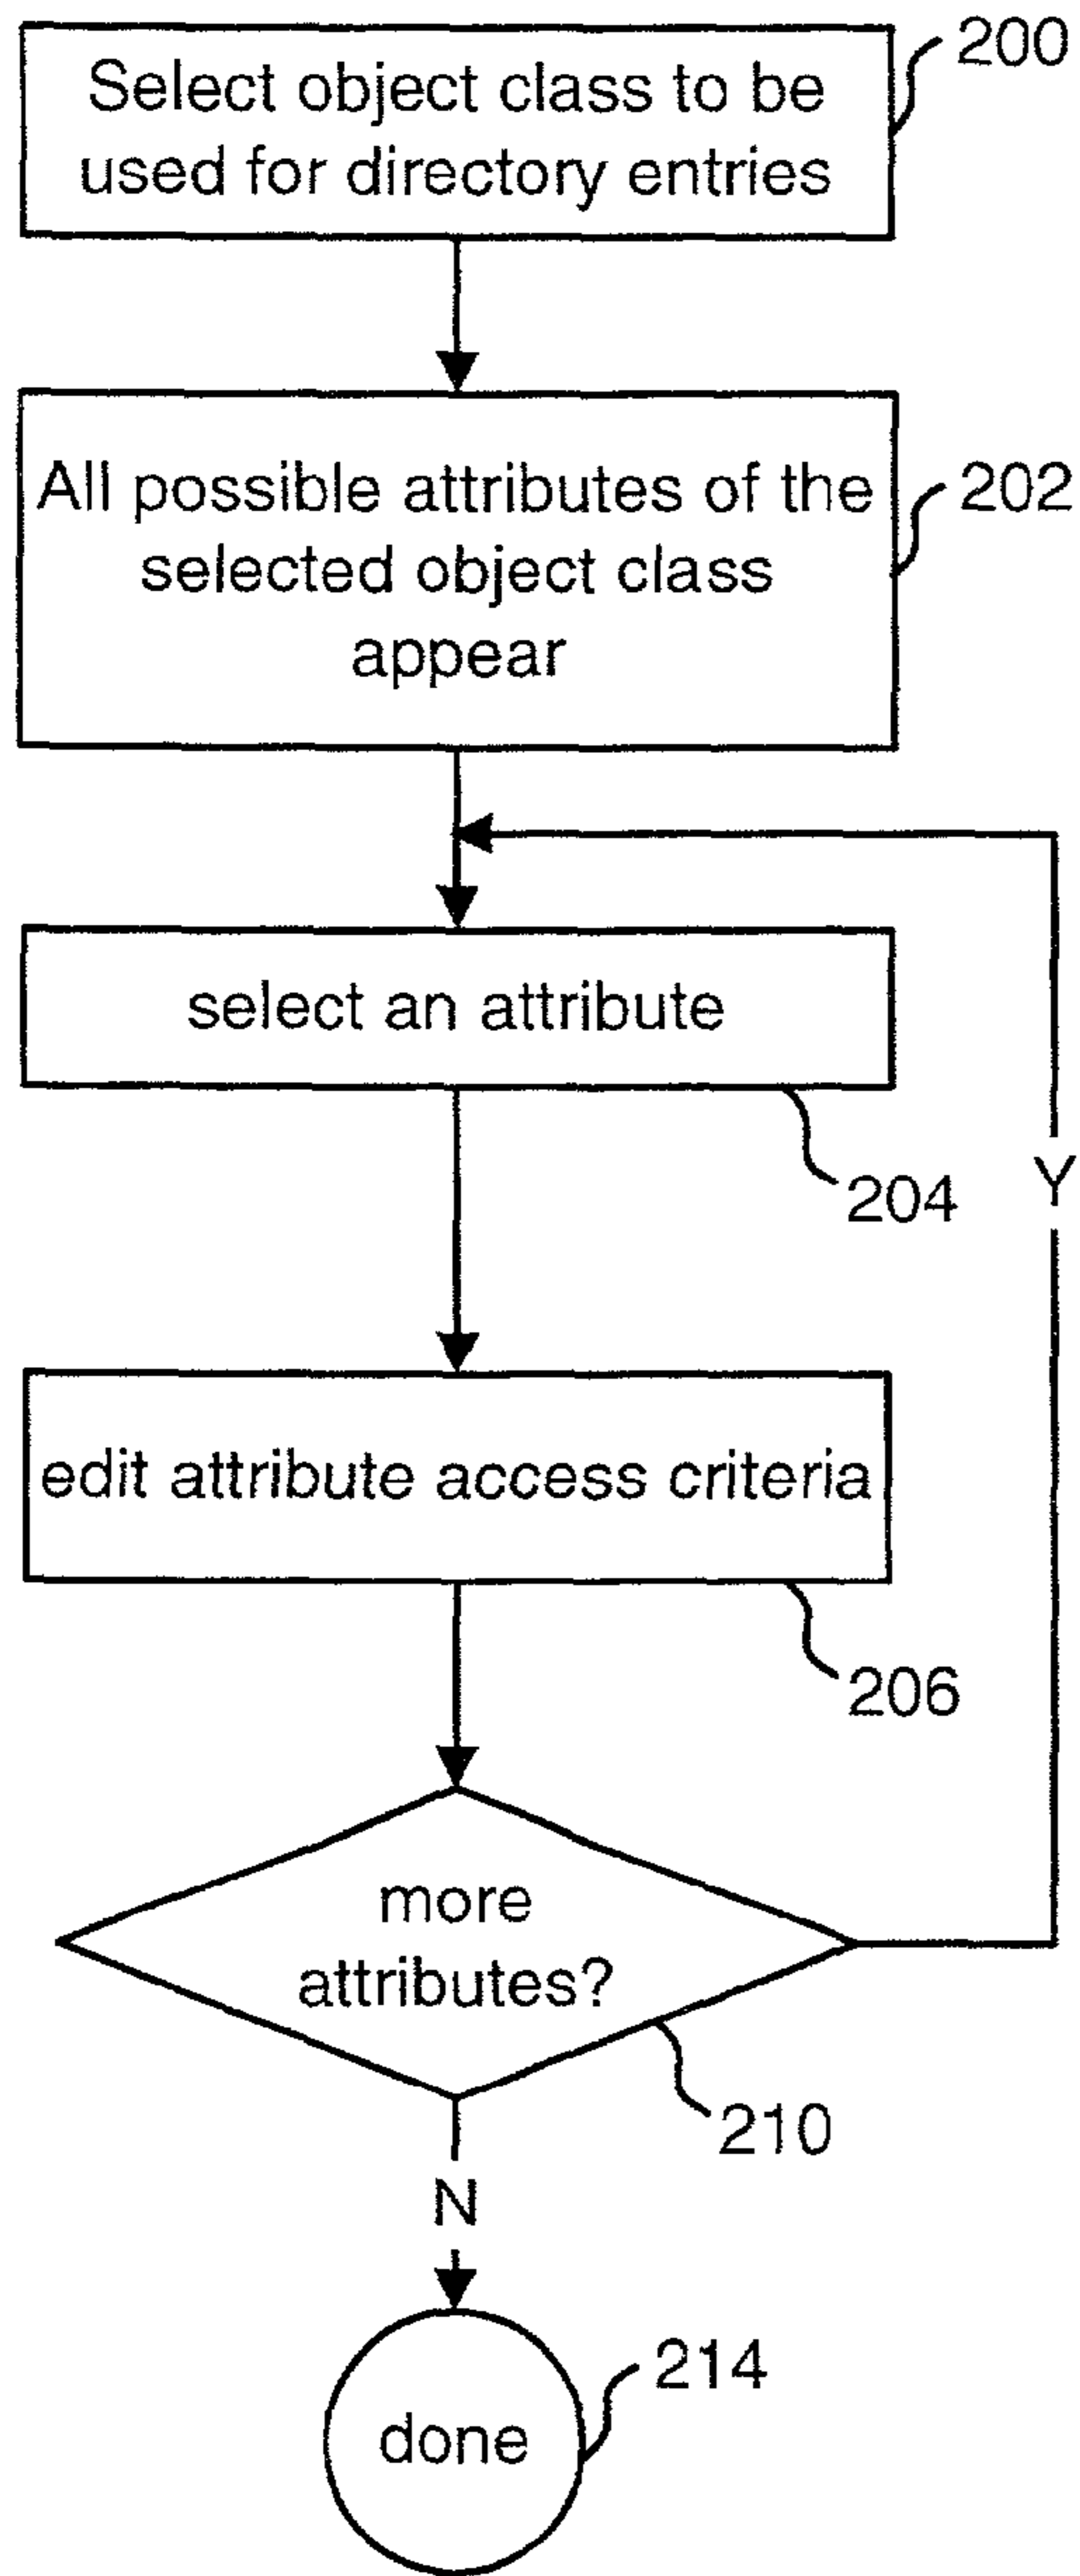 200
Select object class to be
used for directory entries
202
All possible attributes of the
selected object class
appear
select an attribute
204
Y
edit attribute access criteria
206
more
attributes?
210
N
214
done